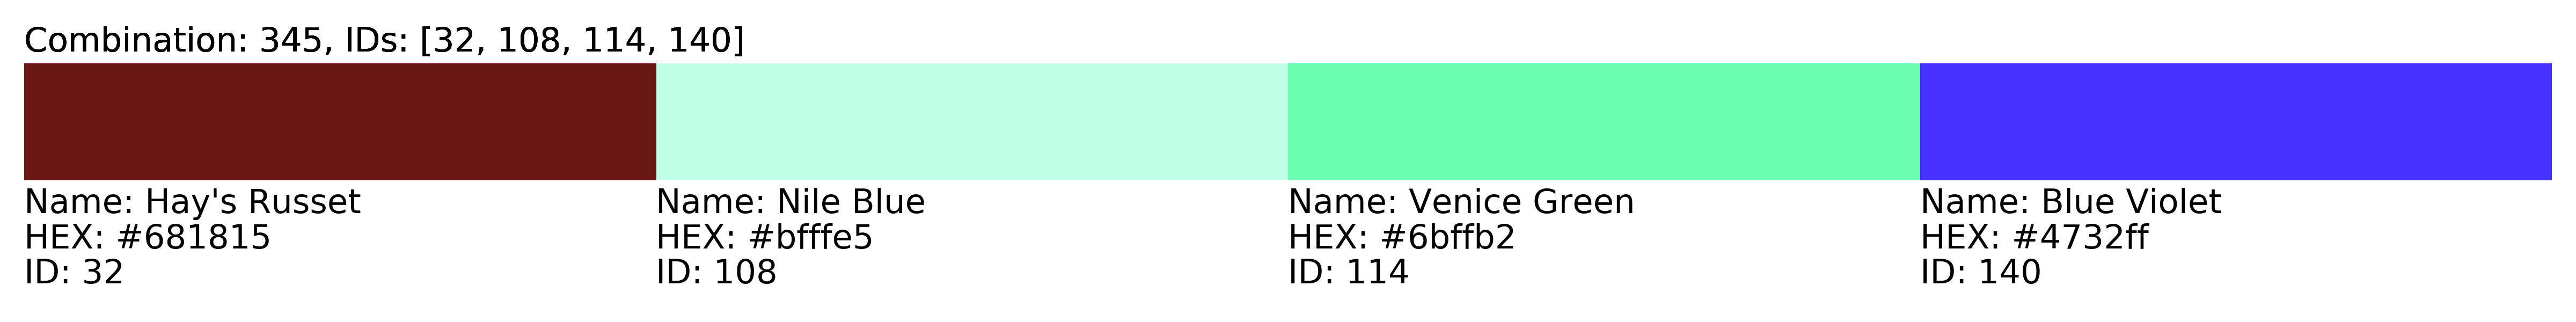 Combination: 345, IDs: [32, 108, 114, 140]
Name: Hay's Russet
HEX: #681815
ID: 32
Name: Nile Blue
HEX: #bfffe5
ID: 108
Name: Venice Green
HEX: #6bffb2
ID: 114
Name: Blue Violet
HEX: #4732ff
ID: 140